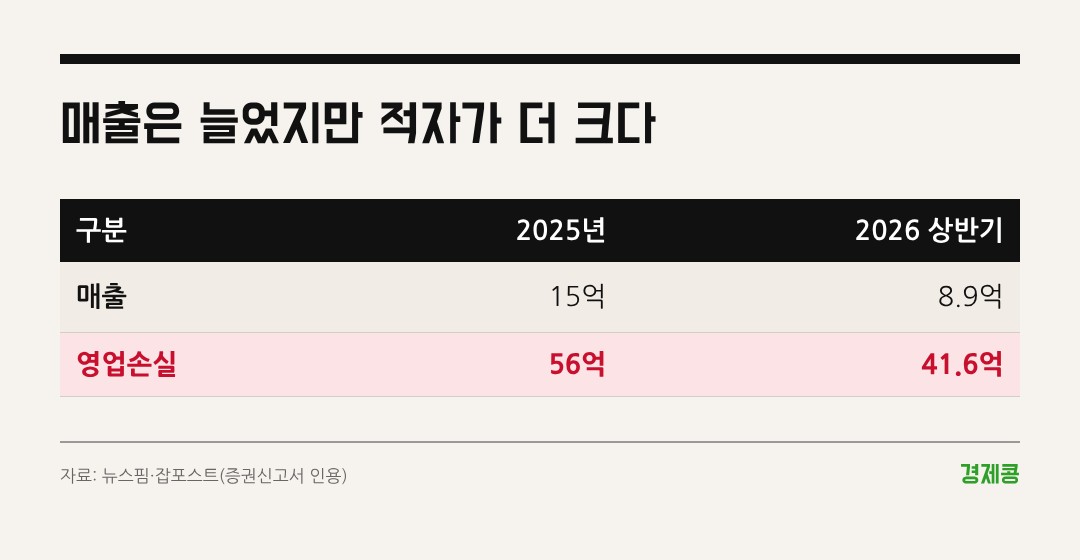 매출은 늘었지만 적자가 더 크다
구분 2025년 2026 상반기
매출 15억 8.9억
영업손실 56억 41.6억
자료: 뉴스핌·잡포스트(증권신고서 인용) 경제콩